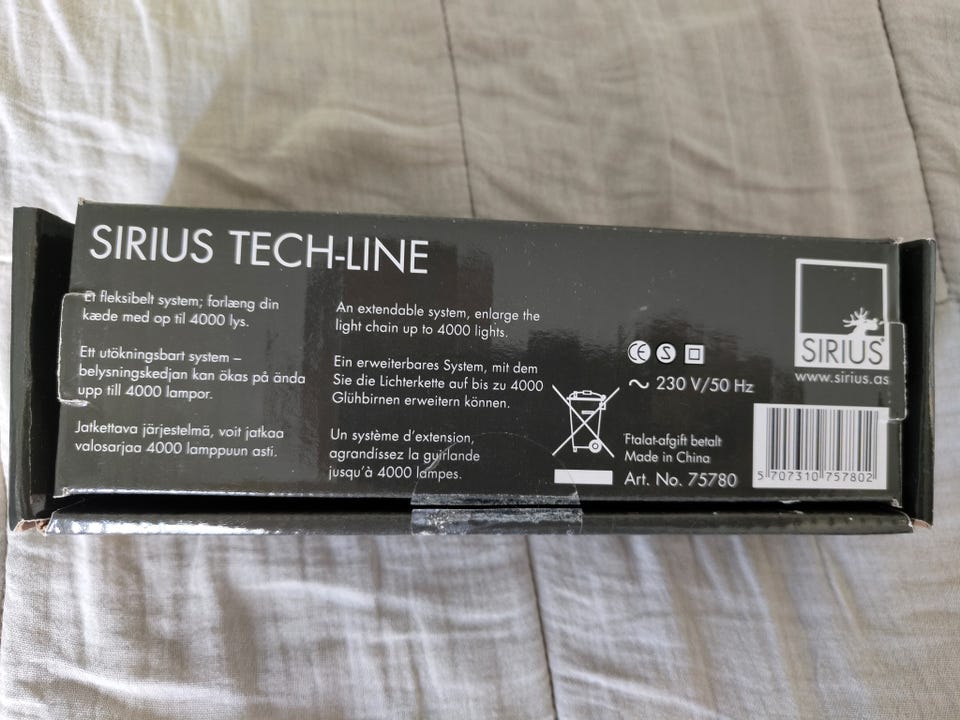 SIRIUS TECH-LINE
Et fleksibelt system; forlæng din
kæde med op til 4000 lys.
Ett utökningsbart system –
belysningskedjan kan ökas på ända
upp till 4000 lampor.
Jatkettava järjestelmä, voit jatkaa
valosarjaa 4000 lamppuun asti.
An extendable system, enlarge the
light chain up to 4000 lights.
Ein erweiterbares System, mit dem
Sie die Lichterkette auf bis zu 4000
Glühbirnen erweitern können.
Un système d'extension,
agrandissez la guirlande
jusqu'à 4000 lampes.
CE S
~ 230 V/50 Hz
Ftalat-afgift betalt
Made in China
Art. No. 75780
SIRIUS®
www.sirius.as
5 707310 757802